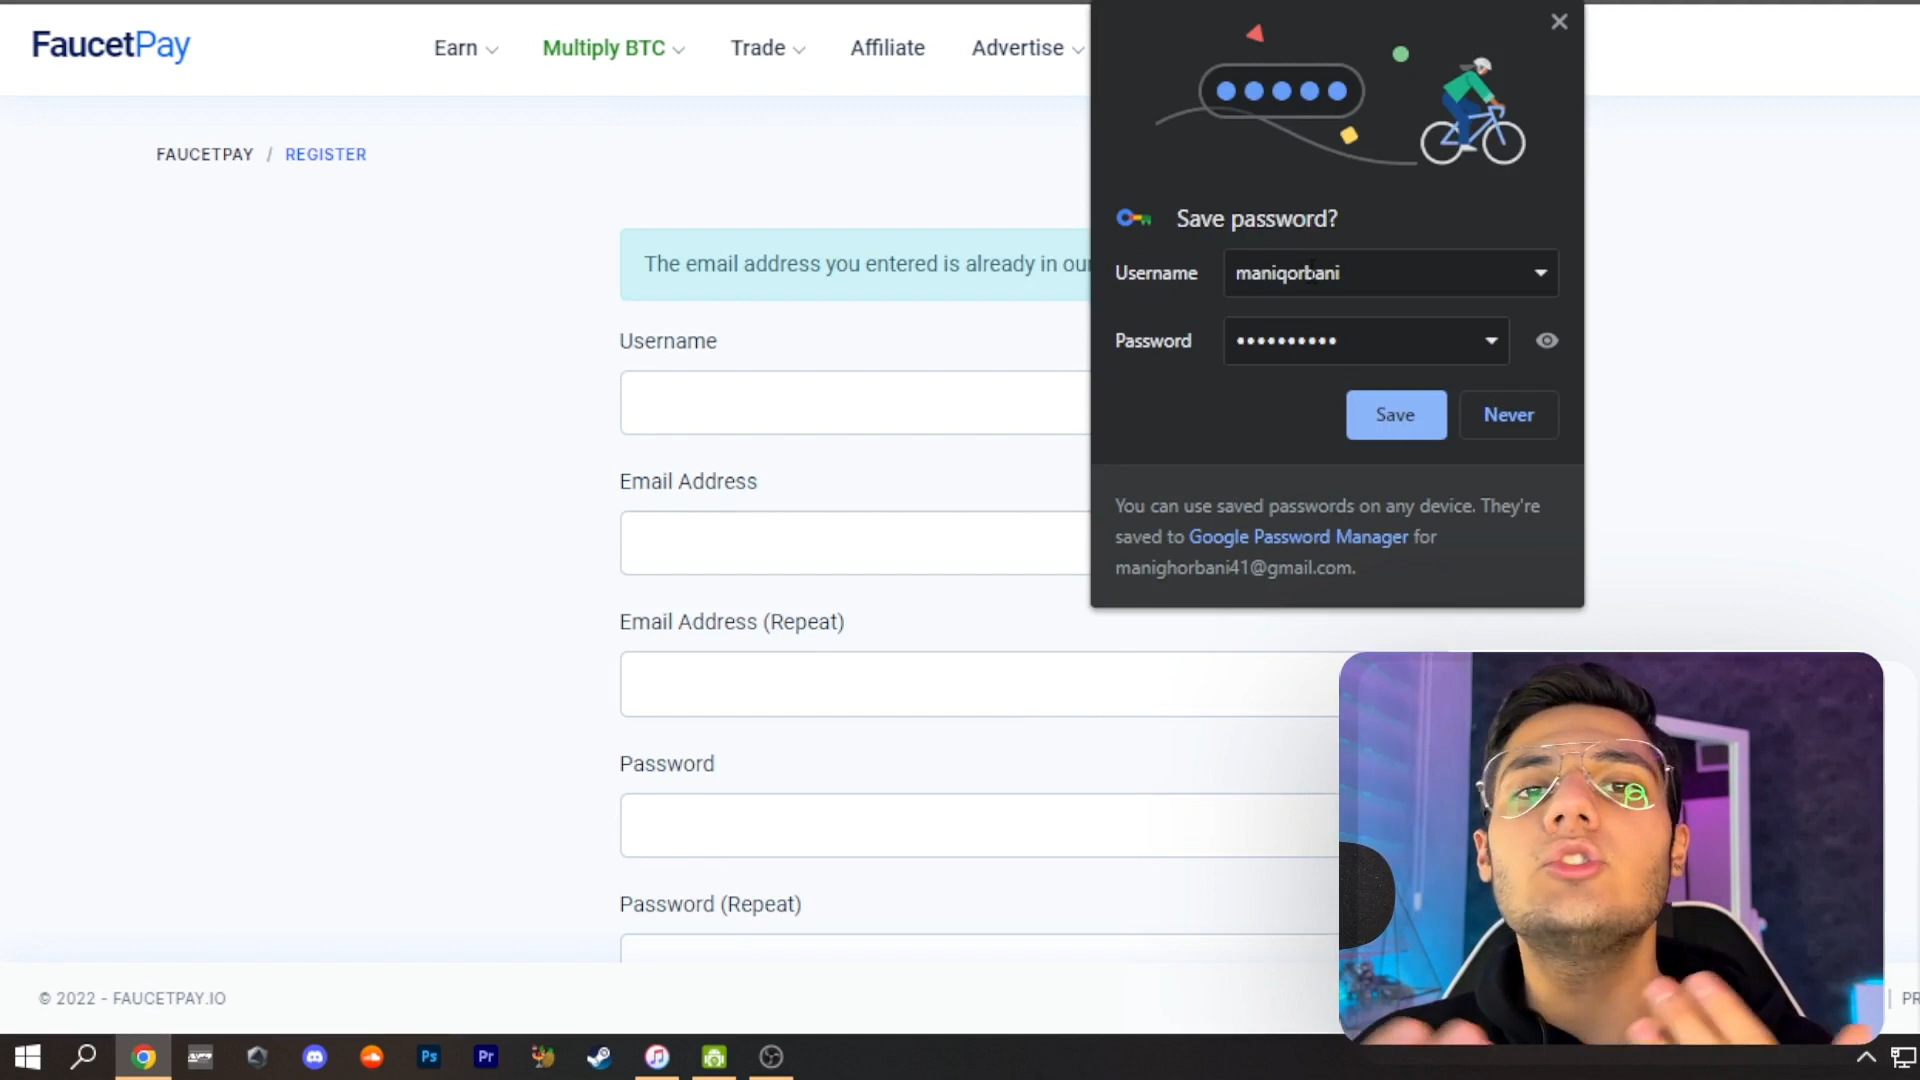 FaucetPay
Earn
Multiply BTC
Trade
Affiliate
Advertise
FAUCETPAY / REGISTER
The email address you entered is already in our
Username
Email Address
Email Address (Repeat)
Password
Password (Repeat)
Save password?
Username
maniqorbani
Password
••••••••••
Save
Never
You can use saved passwords on any device. They're
saved to Google Password Manager for
manighorbani41@gmail.com.
© 2022 - FAUCETPAY.IO
| PR
Ps
Pr